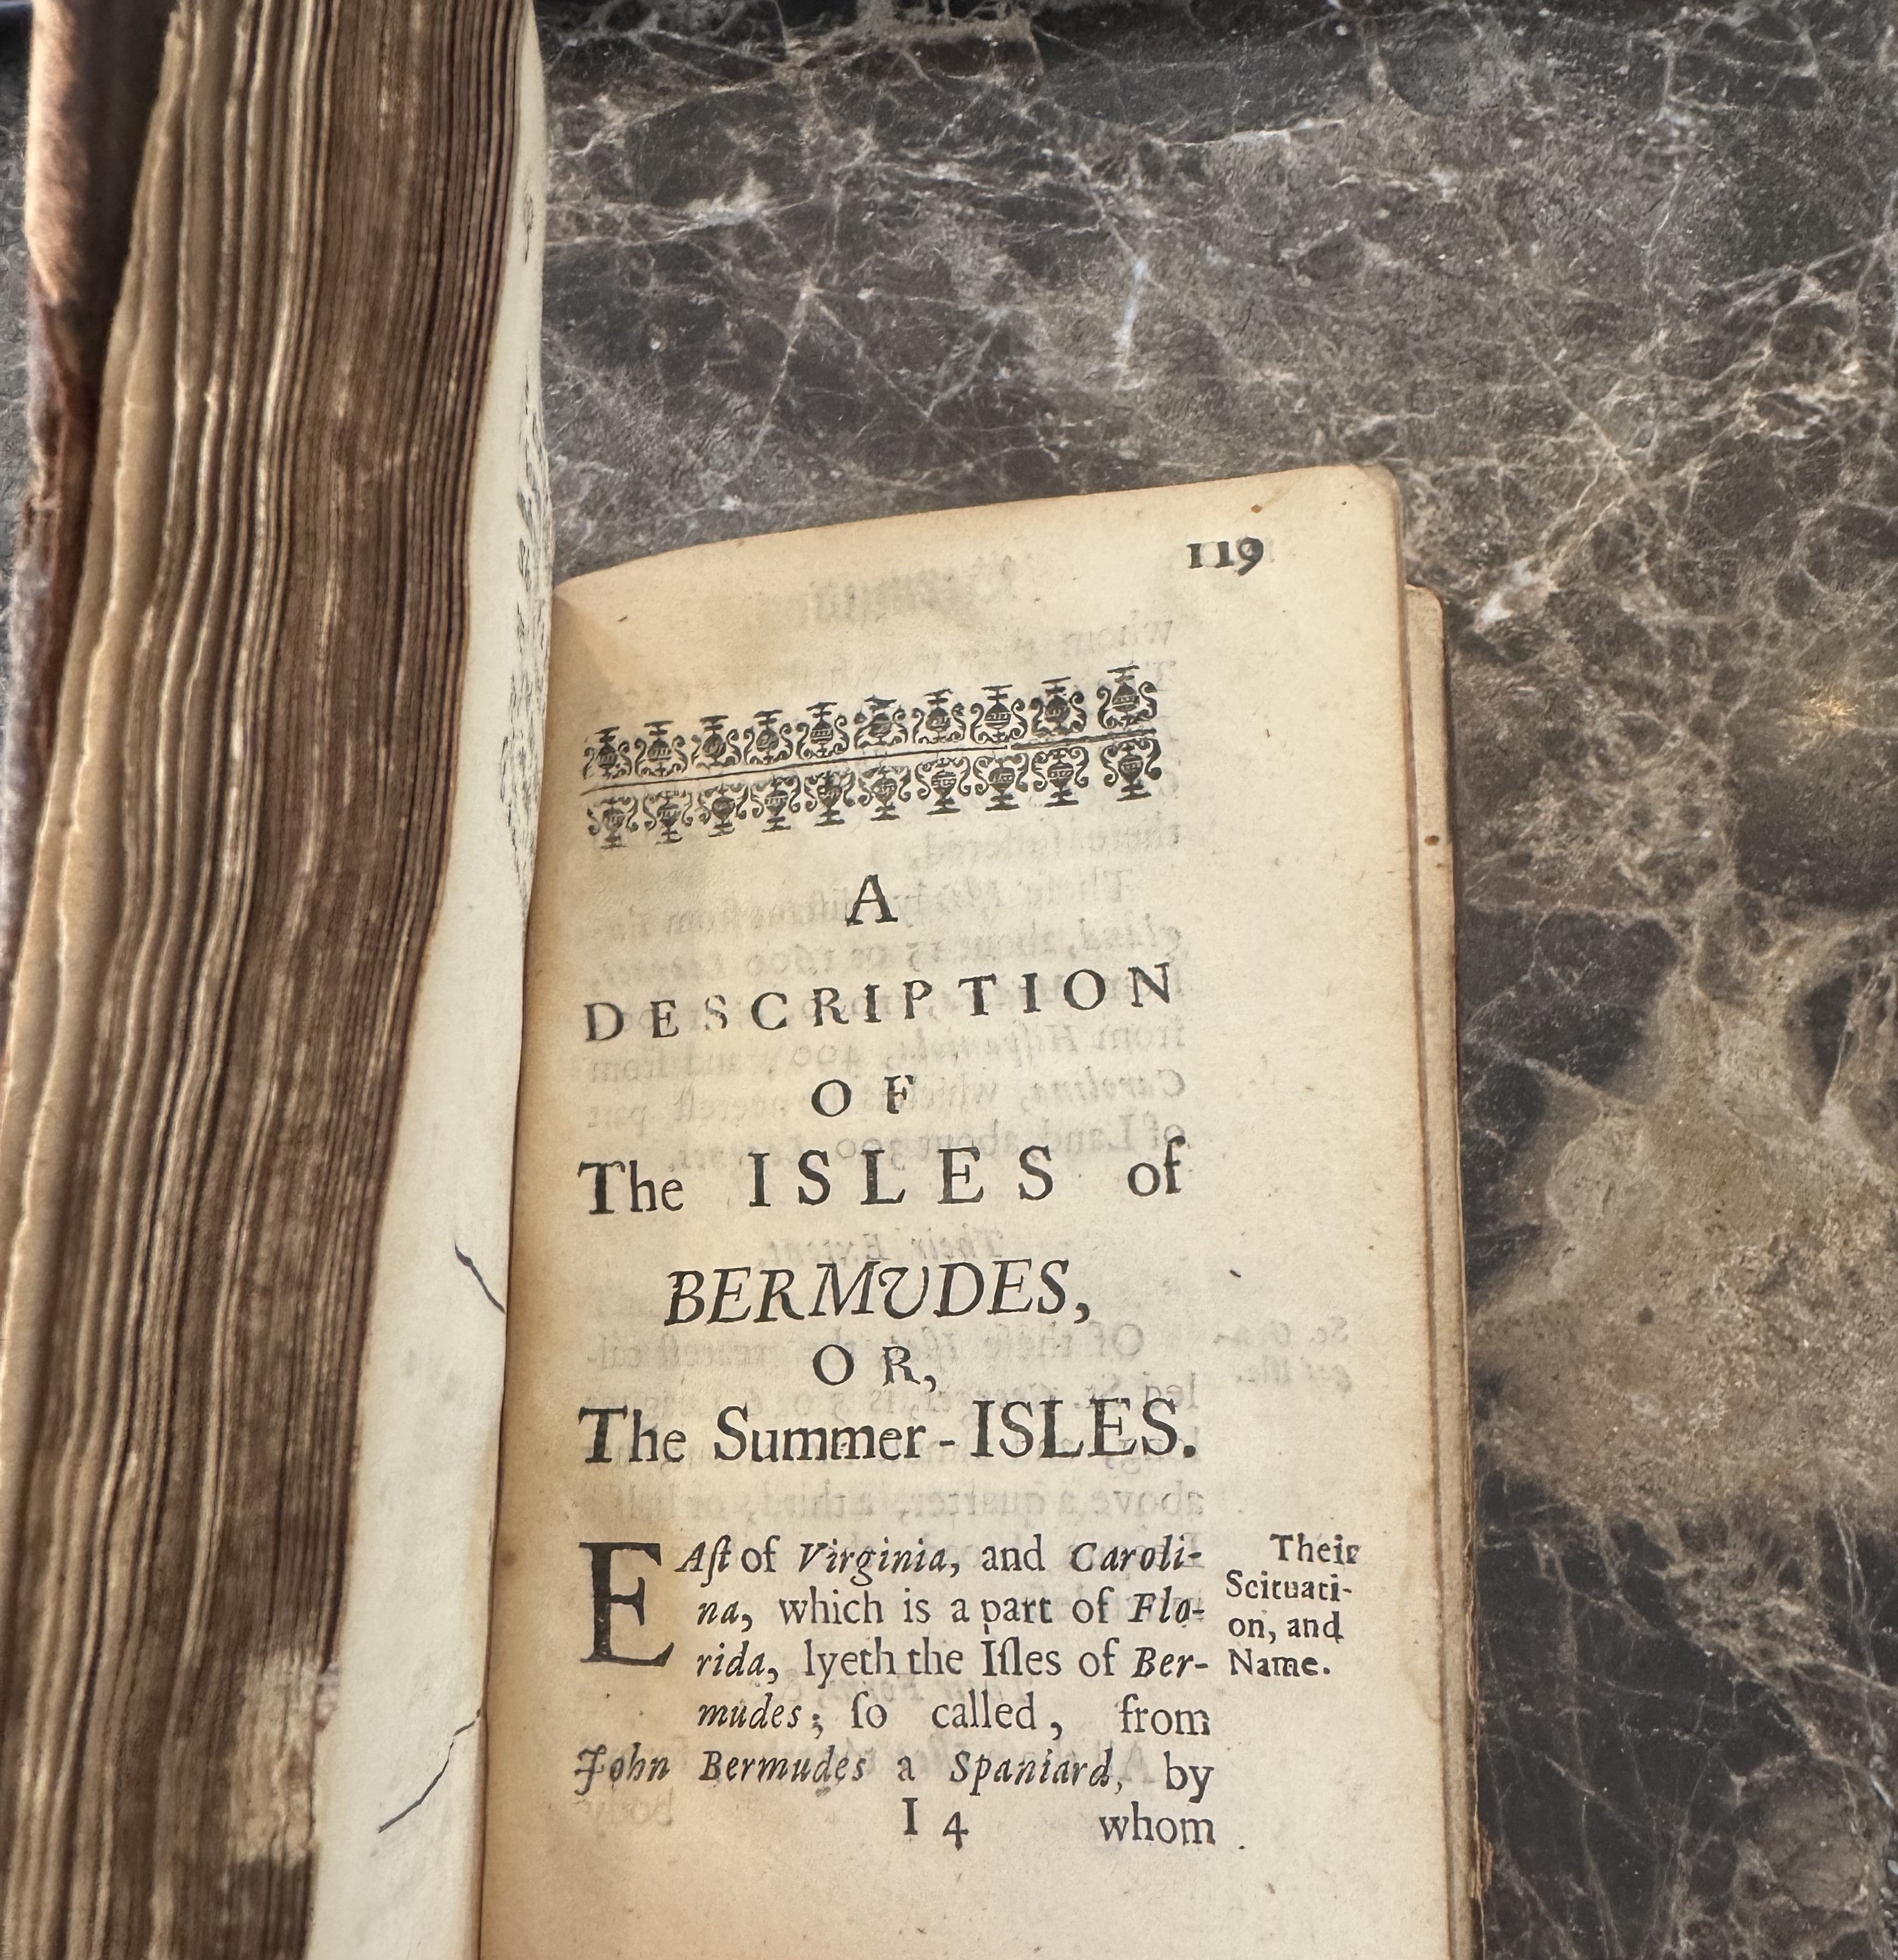 119
A
DESCRIPTION
OF
The ISLES of
BERMUDES,
OR,
The Summer-ISLES.
EAſt of Virginia, and Caroli-
na, which is a part of Flo-
rida, lyeth the Iſles of Ber-
mudes; ſo called, from
John Bermudes a Spaniard, by
I 4 whom
Their
Scituati-
on, and
Name.